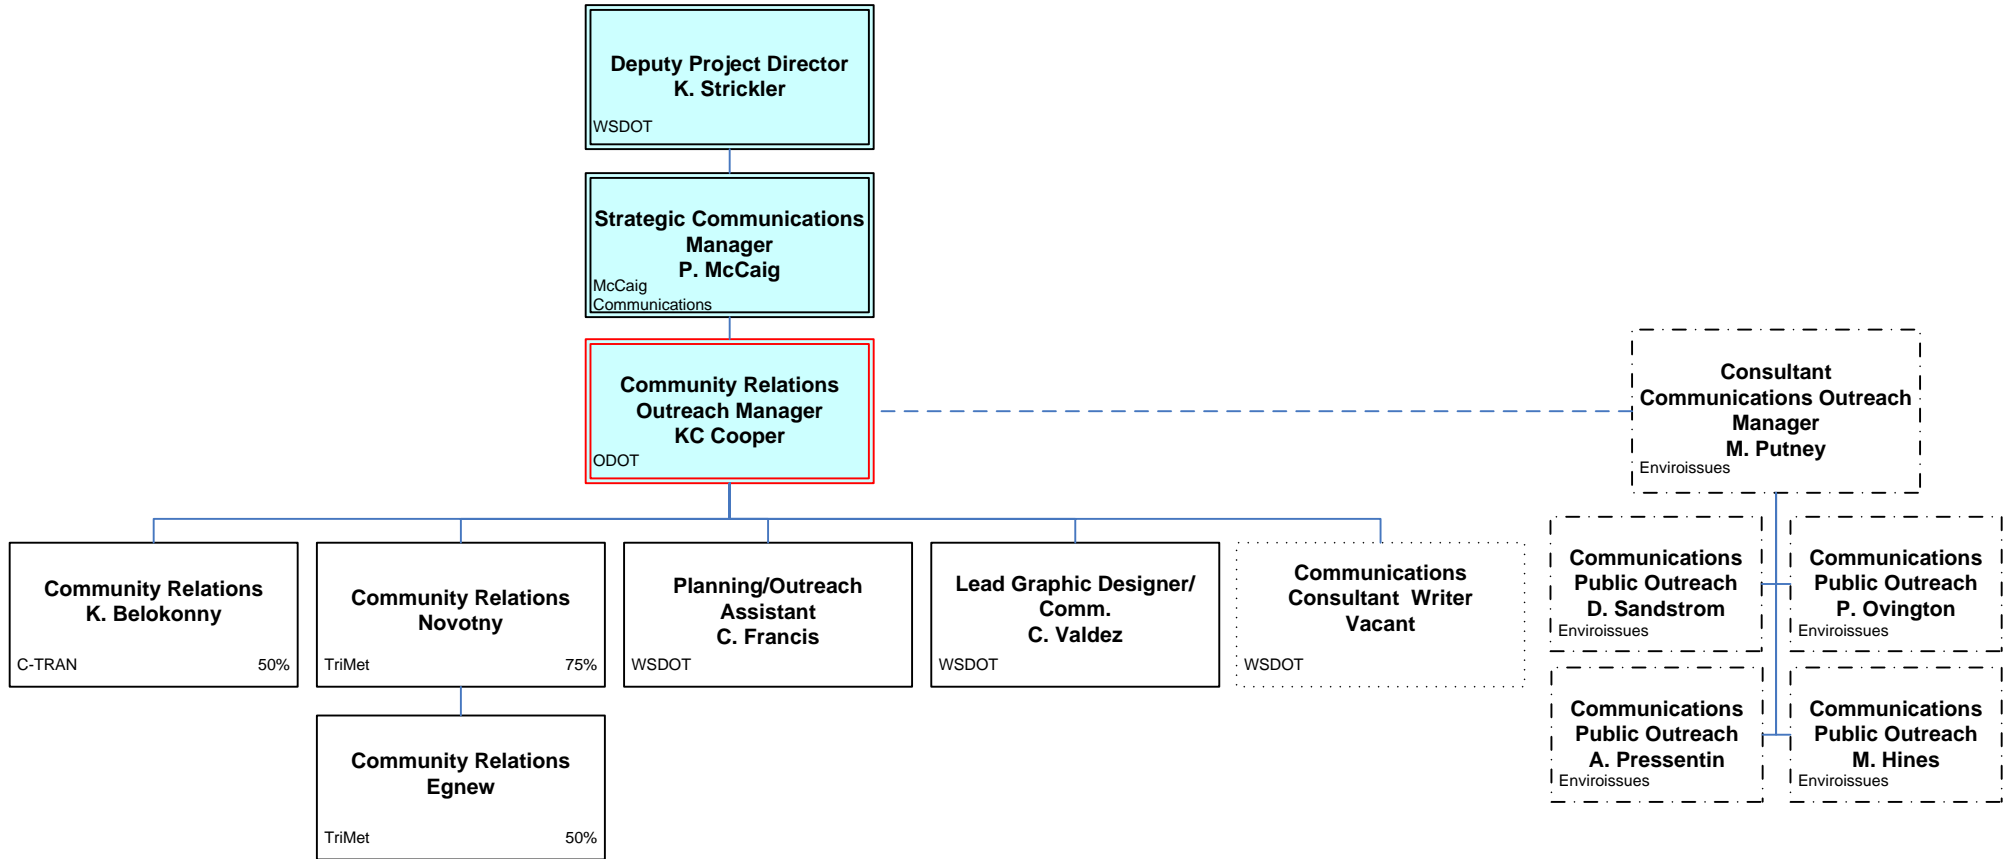 Deputy Project Director
K. Strickler
WSDOT
Strategic Communications
Manager
P. McCaig
McCaig
Communications
Community Relations
Outreach Manager
KC Cooper
ODOT
Consultant
Communications Outreach
Manager
M. Putney
Enviroissues
Community Relations
K. Belokonny
C-TRAN 50%
Community Relations
Novotny
TriMet 75%
Planning/Outreach
Assistant
C. Francis
WSDOT
Lead Graphic Designer/
Comm.
C. Valdez
WSDOT
Communications
Consultant Writer
Vacant
WSDOT
Communications
Public Outreach
D. Sandstrom
Enviroissues
Communications
Public Outreach
P. Ovington
Enviroissues
Community Relations
Egnew
TriMet 50%
Communications
Public Outreach
A. Pressentin
Enviroissues
Communications
Public Outreach
M. Hines
Enviroissues